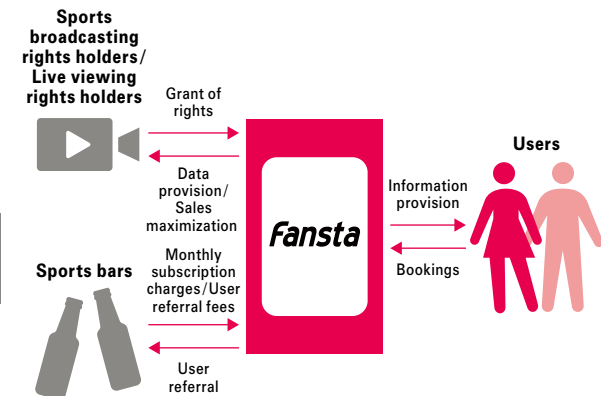 Sports
broadcasting
rights holders/
Live viewing
rights holders
Grant of
rights
Data
provision/
Sales
maximization
Sports bars
Monthly
subscription
charges/User
referral fees
User
referral
Fansta
Information
provision
Bookings
Users